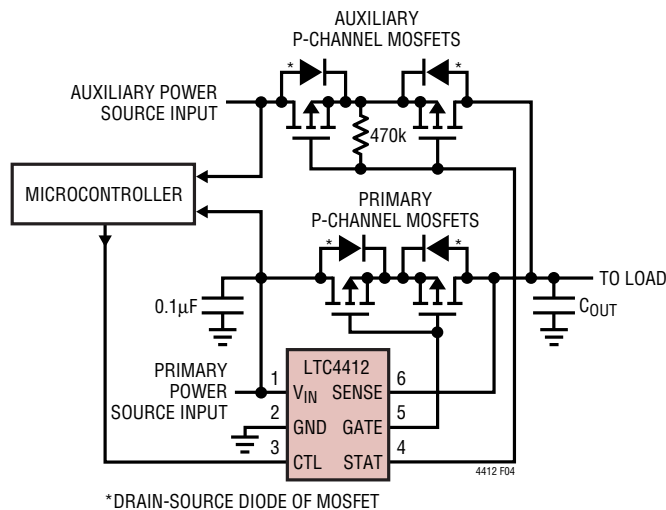 AUXILIARY
P-CHANNEL MOSFETS
*
*
AUXILIARY POWER
SOURCE INPUT
470k
MICROCONTROLLER
PRIMARY
P-CHANNEL MOSFETS
*
*
TO LOAD
0.1µF
COUT
PRIMARY
POWER
SOURCE INPUT
LTC4412
1
VIN
SENSE
6
2
GND
GATE
5
3
CTL
STAT
4
4412 F04
*DRAIN-SOURCE DIODE OF MOSFET